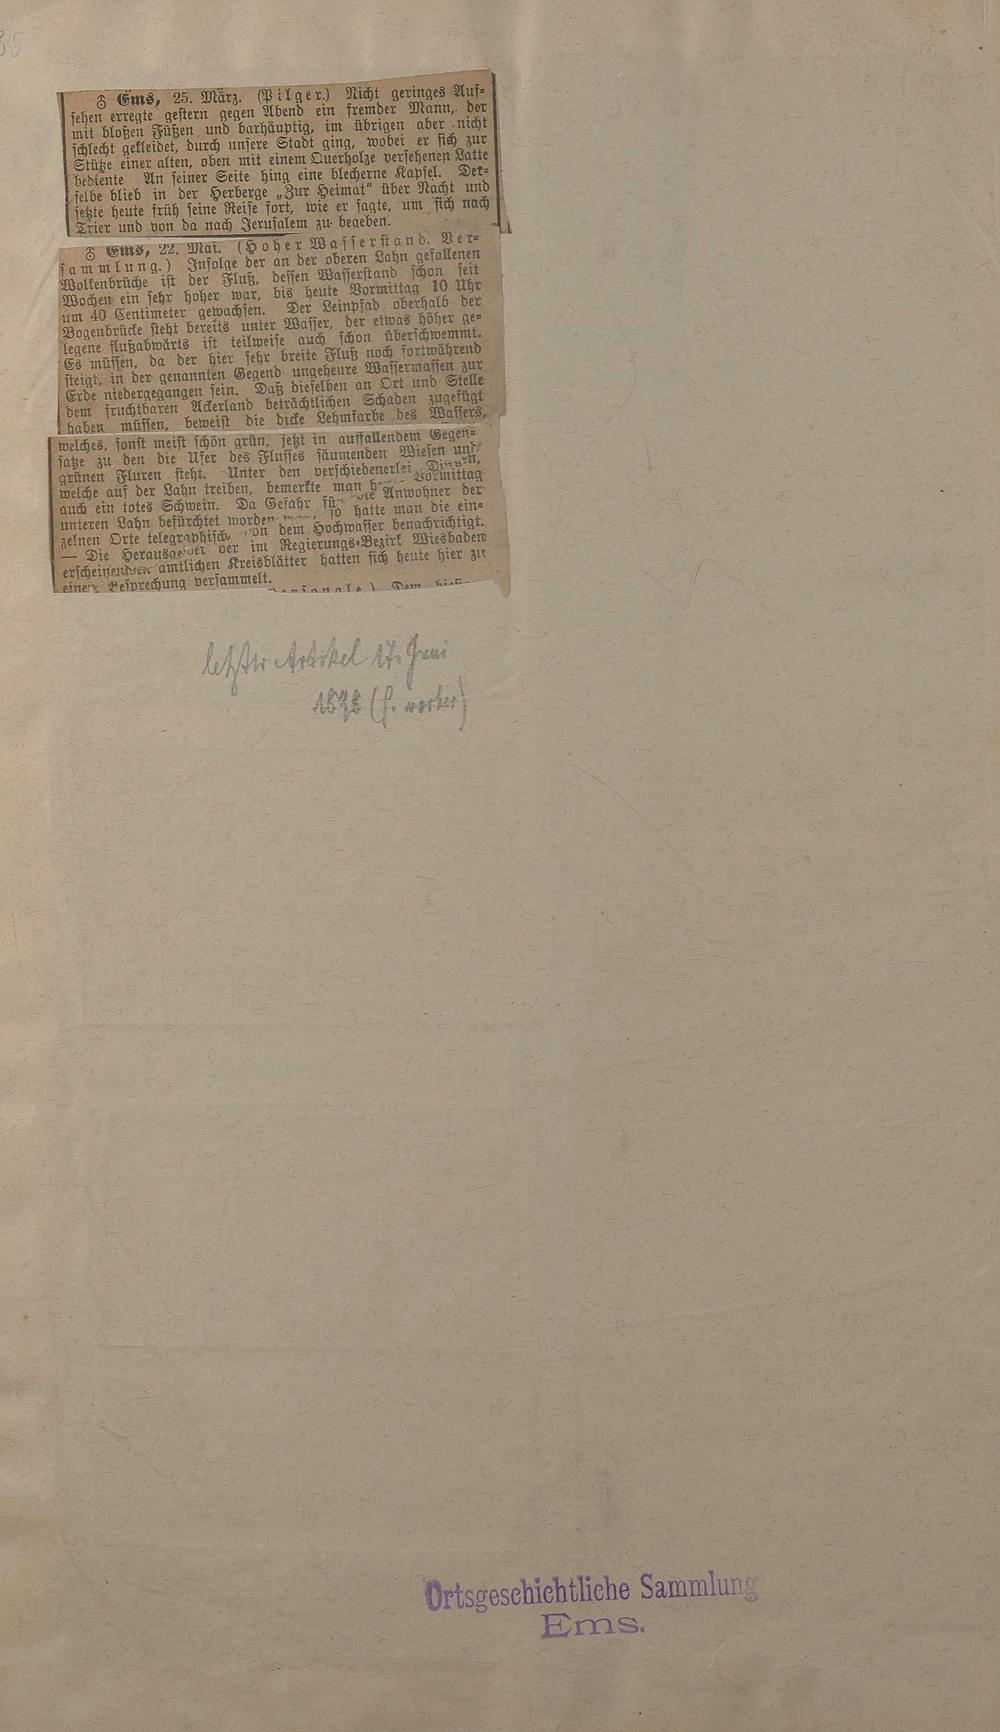 35
♁ Ems, 25. März. (Pilger.) Nicht geringes Auf-
sehen erregte gestern gegen Abend ein fremder Mann, der
mit bloßen Füßen und barhäuptig, im übrigen aber nicht
schlecht gekleidet, durch unsere Stadt ging, wobei er sich zur
Stütze einer alten, oben mit einem Querholze versehenen Latte
bediente An seiner Seite hing eine blecherne Kapsel. Der-
selbe blieb in der Herberge „Zur Heimat“ über Nacht und
setzte heute früh seine Reise fort, wie er sagte, um sich nach
Trier und von da nach Jerusalem zu begeben.
♁ Ems, 22. Mai. (Hoher Wasserstand. Ver-
sammlung.) Infolge der an der oberen Lahn gefallenen
Wolkenbrüche ist der Fluß, dessen Wasserstand schon seit
Wochen ein sehr hoher war, bis heute Vormittag 10 Uhr
um 40 Centimeter gewachsen. Der Leinpfad oberhalb der
Bogenbrücke steht bereits unter Wasser, der etwas höher ge-
legene flußabwärts ist teilweise auch schon überschwemmt.
Es müssen, da der hier sehr breite Fluß noch fortwährend
steigt, in der genannten Gegend ungeheure Wassermassen zur
Erde niedergegangen sein. Daß dieselben an Ort und Stelle
dem fruchtbaren Ackerland beträchtlichen Schaden zugefügt
haben müssen, beweist die dicke Lehmfarbe des Wassers,
welches, sonst meist schön grün, jetzt in auffallendem Gegen-
satze zu den die Ufer des Flusses säumenden Wiesen und
grünen Fluren steht. Unter den verschiedenerlei Dingen,
welche auf der Lahn treiben, bemerkte man Vormittag
auch ein totes Schwein. Da Gefahr für die Anwohner der
unteren Lahn befürchtet worden so hatte man die ein-
zelnen Orte telegraphisch von dem Hochwasser benachrichtigt.
— Die Herausgeber der im Regierungs-Bezirk Wiesbaden
erscheinenden amtlichen Kreisblätter hatten sich heute hier zu
einer Besprechung versammelt.
letzter Artikel 17. Juni
1898 (s. vorher)
Ortsgeschichtliche Sammlung
Ems.